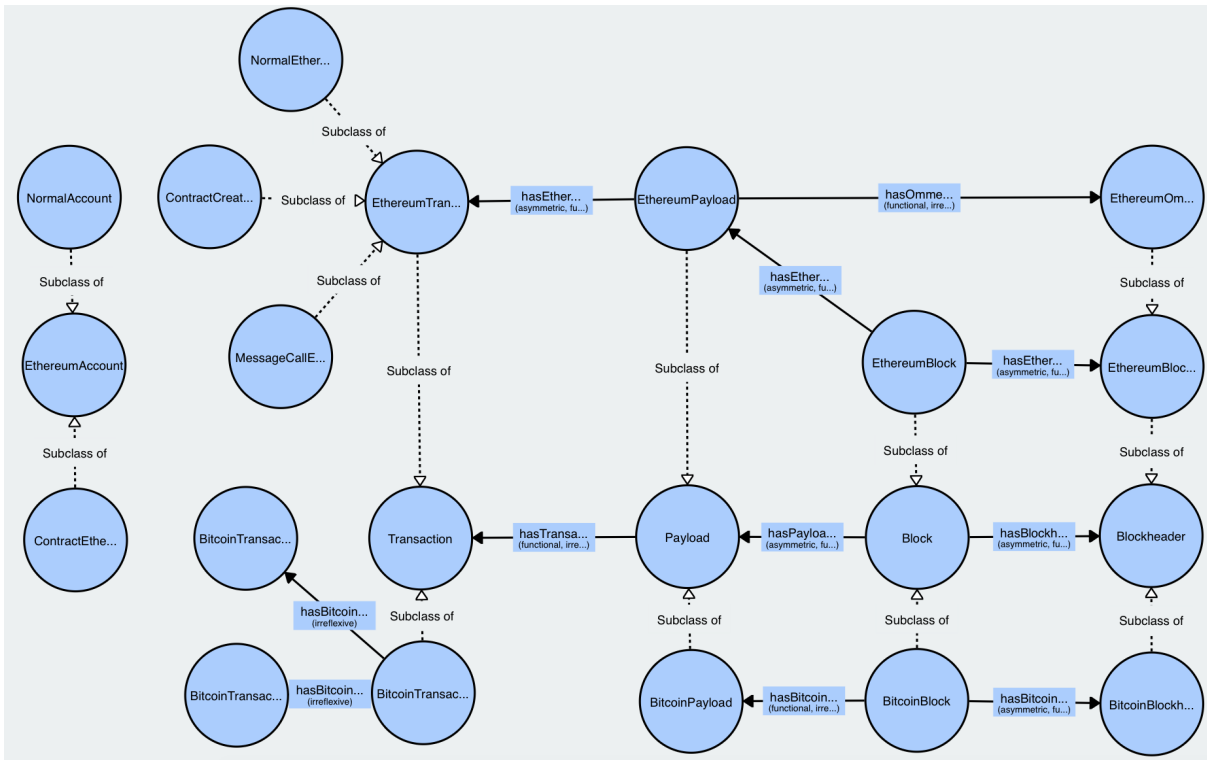 NormalEther...
Subclass of
NormalAccount
ContractCreat...
Subclass of
EthereumTran...
hasEther...
(asymmetric, fu...)
EthereumPayload
hasOmme...
(functional, irre...)
EthereumOm...
Subclass of
Subclass of
hasEther...
(asymmetric, fu...)
Subclass of
EthereumAccount
MessageCallE...
Subclass of
Subclass of
EthereumBlock
hasEther...
(asymmetric, fu...)
EthereumBloc...
Subclass of
Subclass of
Subclass of
ContractEthe...
BitcoinTransac...
Transaction
hasTransa...
(functional, irre...)
Payload
hasPayloa...
(asymmetric, fu...)
Block
hasBlockh...
(asymmetric, fu...)
Blockheader
hasBitcoin...
(irreflexive)
Subclass of
Subclass of
Subclass of
Subclass of
BitcoinTransac...
hasBitcoin...
(irreflexive)
BitcoinTransac...
BitcoinPayload
hasBitcoin...
(functional, irre...)
BitcoinBlock
hasBitcoin...
(asymmetric, fu...)
BitcoinBlockh...